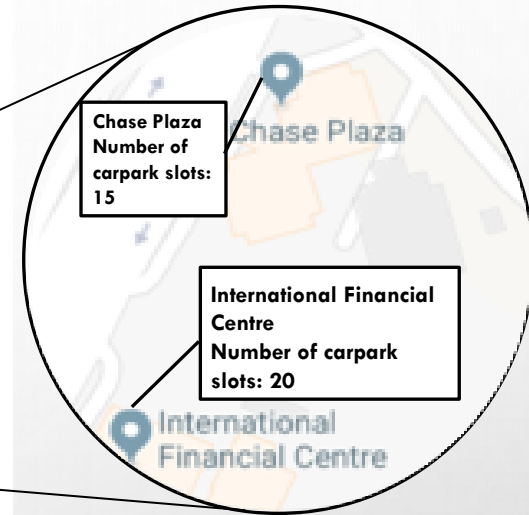 Chase Plaza
Number of
carpark slots:
15
Chase Plaza
International Financial
Centre
Number of carpark
slots: 20
International
Financial Centre